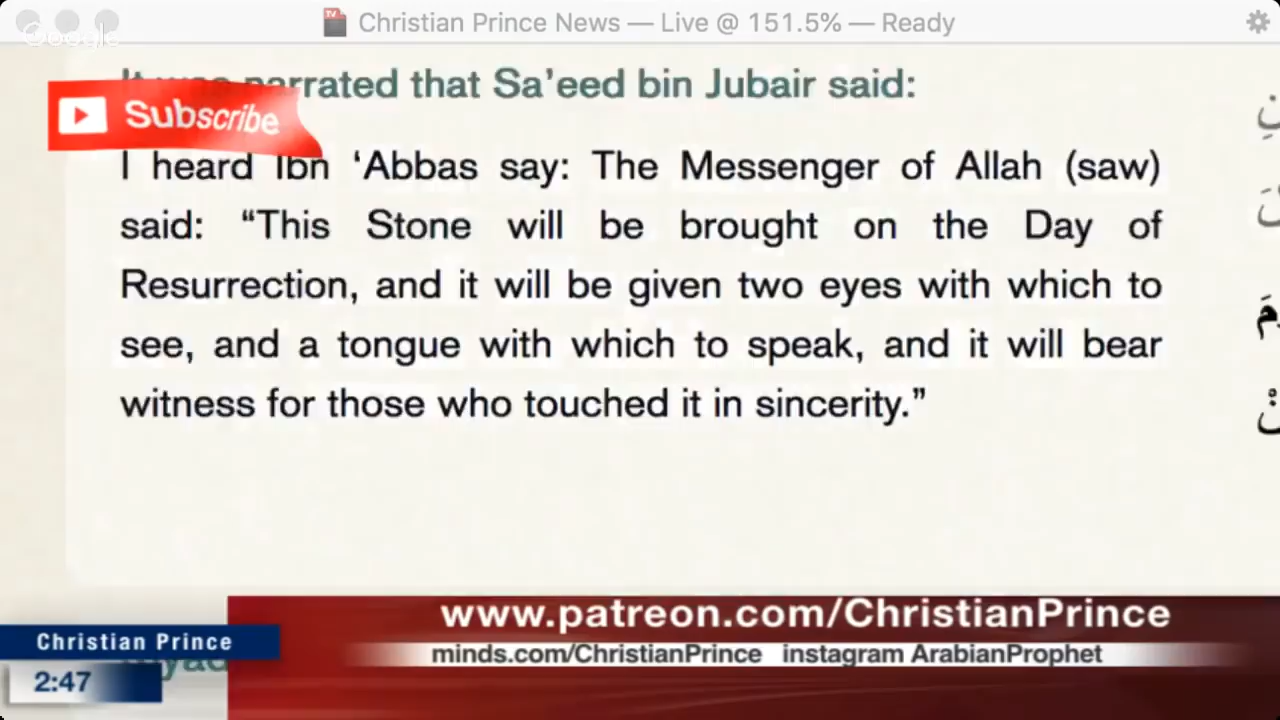 Christian Prince News — Live @ 151.5% — Ready
Google
It was narrated that Sa’eed bin Jubair said:
Subscribe
I heard Ibn ‘Abbas say: The Messenger of Allah (saw)
said: “This Stone will be brought on the Day of
Resurrection, and it will be given two eyes with which to
see, and a tongue with which to speak, and it will bear
witness for those who touched it in sincerity.”
www.patreon.com/ChristianPrince
Christian Prince
minds.com/ChristianPrince instagram ArabianProphet
2:47